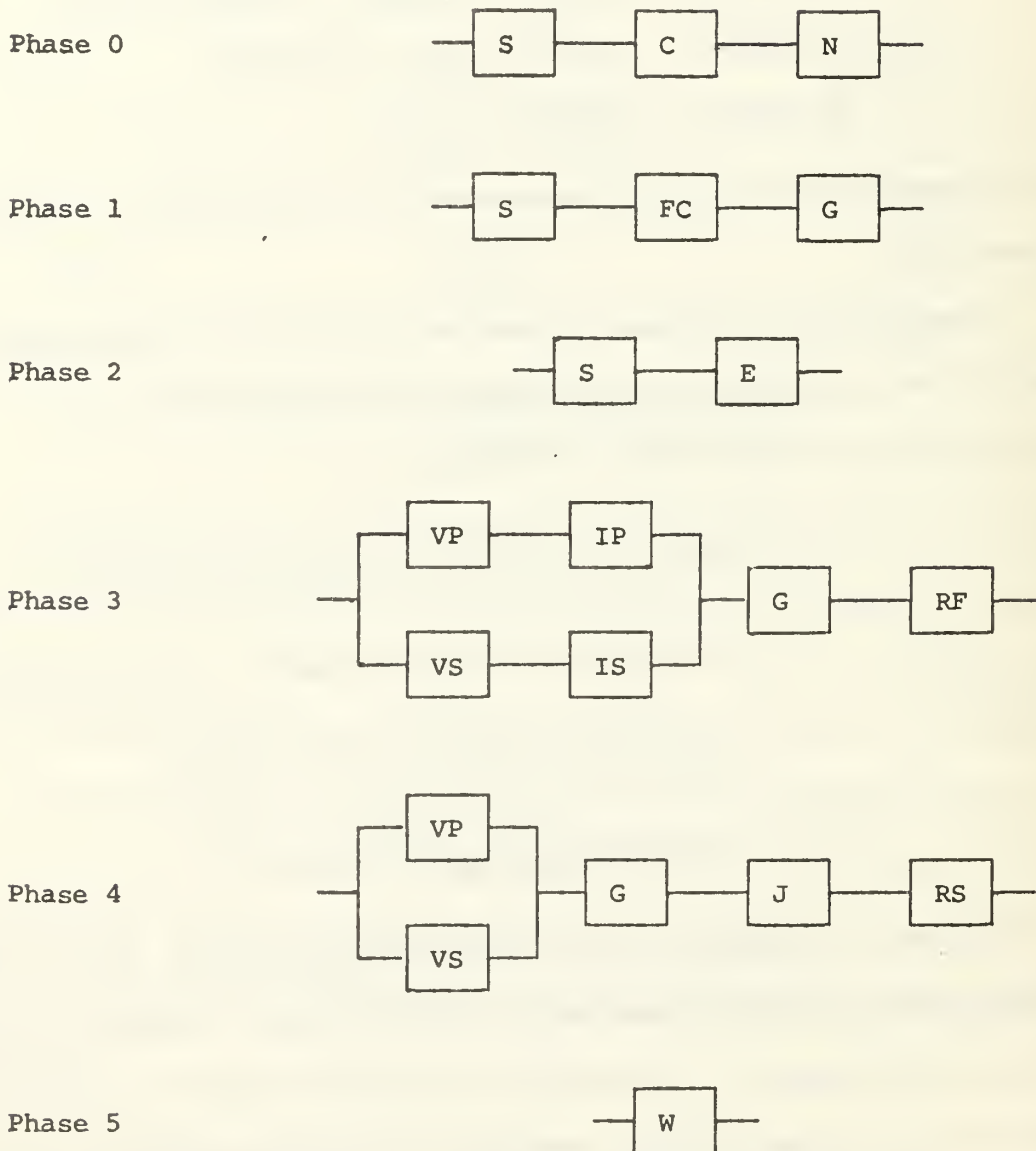 Phase 0 S C N
Phase 1 S FC G
Phase 2 S E
VP IP
Phase 3 G RF
VS IS
VP
Phase 4 G J RS
VS
Phase 5 W